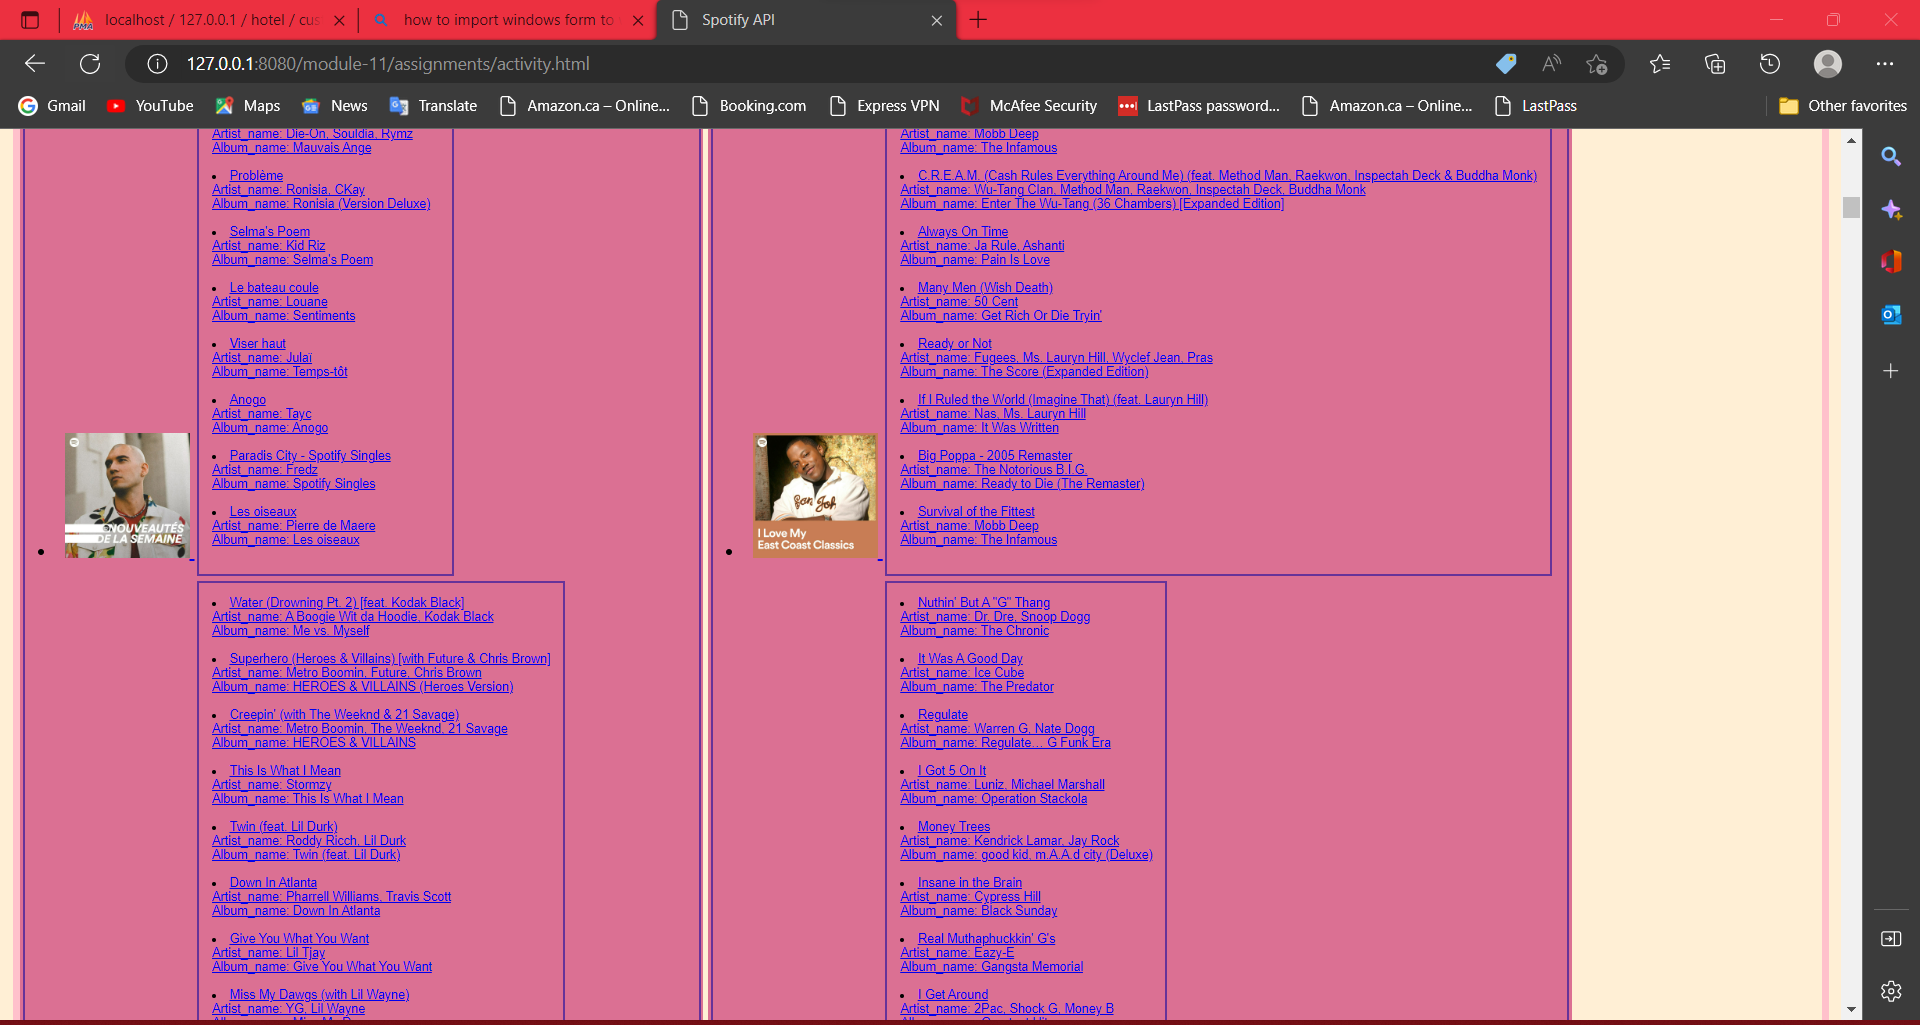 localhost / 127.0.0.1 / hotel / cus
how to import windows form to
Spotify API
127.0.0.1:8080/module-11/assignments/activity.html
Gmail
YouTube
Maps
News
Translate
Amazon.ca – Online...
Booking.com
Express VPN
McAfee Security
LastPass password...
Amazon.ca – Online...
LastPass
Other favorites
Artist_name: Die-On, Souldia, Rymz
Album_name: Mauvais Ange
Problème
Artist_name: Ronisia, CKay
Album_name: Ronisia (Version Deluxe)
Selma's Poem
Artist_name: Kid Riz
Album_name: Selma's Poem
Le bateau coule
Artist_name: Louane
Album_name: Sentiments
Viser haut
Artist_name: Julaï
Album_name: Temps-tôt
Anogo
Artist_name: Tayc
Album_name: Anogo
Paradis City - Spotify Singles
Artist_name: Fredz
Album_name: Spotify Singles
Les oiseaux
Artist_name: Pierre de Maere
Album_name: Les oiseaux
NOUVEAUTÉS
DE LA SEMAINE
Water (Drowning Pt. 2) [feat. Kodak Black]
Artist_name: A Boogie Wit da Hoodie, Kodak Black
Album_name: Me vs. Myself
Superhero (Heroes & Villains) [with Future & Chris Brown]
Artist_name: Metro Boomin, Future, Chris Brown
Album_name: HEROES & VILLAINS (Heroes Version)
Creepin' (with The Weeknd & 21 Savage)
Artist_name: Metro Boomin, The Weeknd, 21 Savage
Album_name: HEROES & VILLAINS
This Is What I Mean
Artist_name: Stormzy
Album_name: This Is What I Mean
Twin (feat. Lil Durk)
Artist_name: Roddy Ricch, Lil Durk
Album_name: Twin (feat. Lil Durk)
Down In Atlanta
Artist_name: Pharrell Williams, Travis Scott
Album_name: Down In Atlanta
Give You What You Want
Artist_name: Lil Tjay
Album_name: Give You What You Want
Miss My Dawgs (with Lil Wayne)
Artist_name: YG, Lil Wayne
Artist_name: Mobb Deep
Album_name: The Infamous
C.R.E.A.M. (Cash Rules Everything Around Me) (feat. Method Man, Raekwon, Inspectah Deck & Buddha Monk)
Artist_name: Wu-Tang Clan, Method Man, Raekwon, Inspectah Deck, Buddha Monk
Album_name: Enter The Wu-Tang (36 Chambers) [Expanded Edition]
Always On Time
Artist_name: Ja Rule, Ashanti
Album_name: Pain Is Love
Many Men (Wish Death)
Artist_name: 50 Cent
Album_name: Get Rich Or Die Tryin'
Ready or Not
Artist_name: Fugees, Ms. Lauryn Hill, Wyclef Jean, Pras
Album_name: The Score (Expanded Edition)
If I Ruled the World (Imagine That) (feat. Lauryn Hill)
Artist_name: Nas, Ms. Lauryn Hill
Album_name: It Was Written
Big Poppa - 2005 Remaster
Artist_name: The Notorious B.I.G.
Album_name: Ready to Die (The Remaster)
Survival of the Fittest
Artist_name: Mobb Deep
Album_name: The Infamous
I Love My
East Coast Classics
Nuthin' But A "G" Thang
Artist_name: Dr. Dre, Snoop Dogg
Album_name: The Chronic
It Was A Good Day
Artist_name: Ice Cube
Album_name: The Predator
Regulate
Artist_name: Warren G, Nate Dogg
Album_name: Regulate... G Funk Era
I Got 5 On It
Artist_name: Luniz, Michael Marshall
Album_name: Operation Stackola
Money Trees
Artist_name: Kendrick Lamar, Jay Rock
Album_name: good kid, m.A.A.d city (Deluxe)
Insane in the Brain
Artist_name: Cypress Hill
Album_name: Black Sunday
Real Muthaphuckkin' G's
Artist_name: Eazy-E
Album_name: Gangsta Memorial
I Get Around
Artist_name: 2Pac, Shock G, Money B